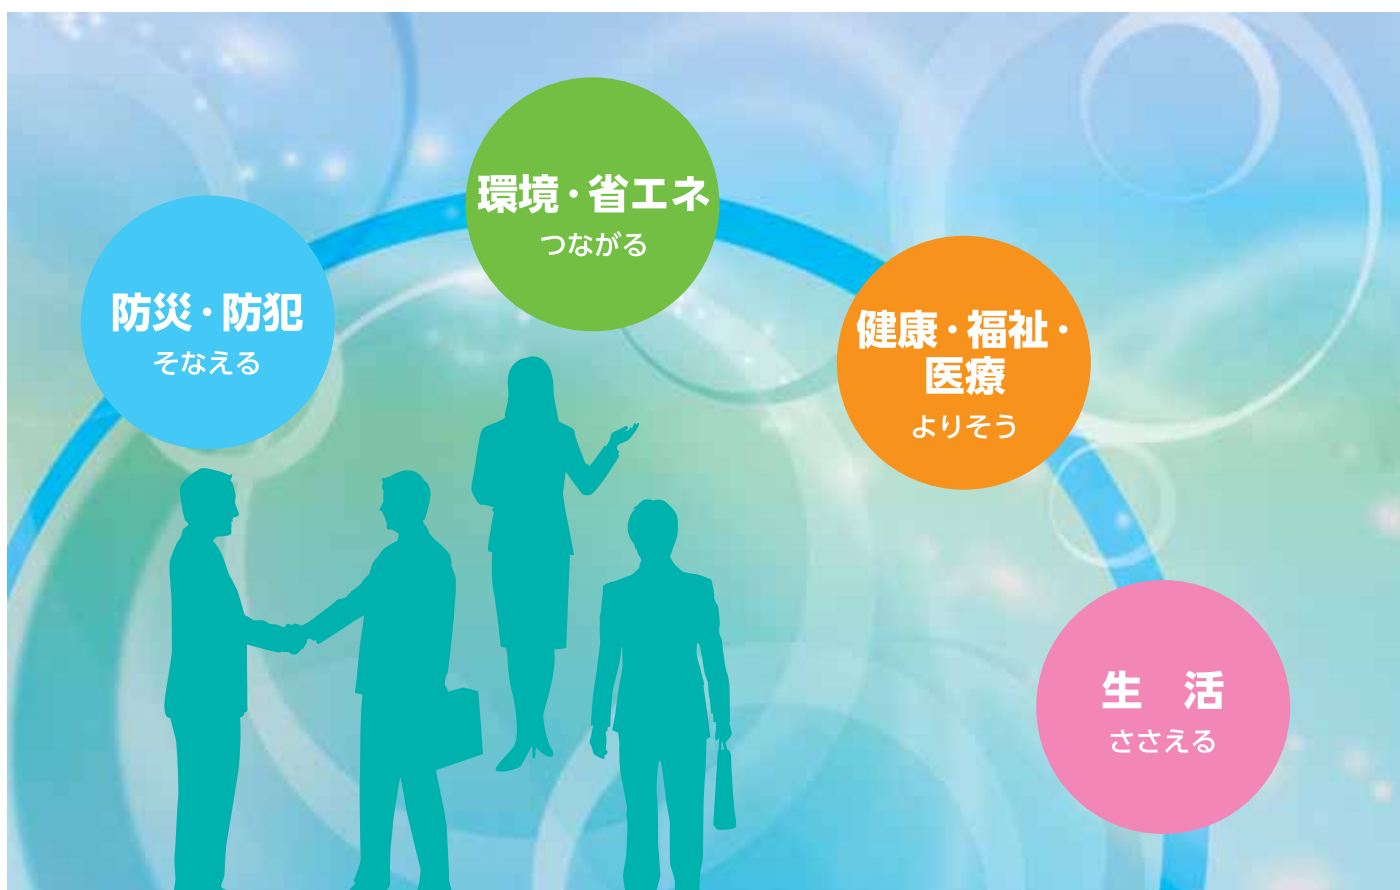 防災・防犯
そなえる
環境・省エネ
つながる
健康・福祉・
医療
よりそう
生　活
ささえる